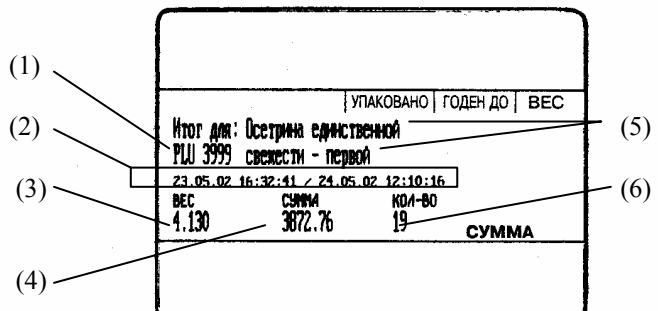 (1)
УПАКОВАНО ГОДЕН ДО ВЕС
Итог для: Осетрина единственной
(2)
(5)
PLU 3999 свежести - первой
23.05.02 16:32:41 / 24.05.02 12:10:16
(3)
(6)
ВЕС СУММА КОЛ-ВО
4.130 3872.76 19
СУММА
(4)